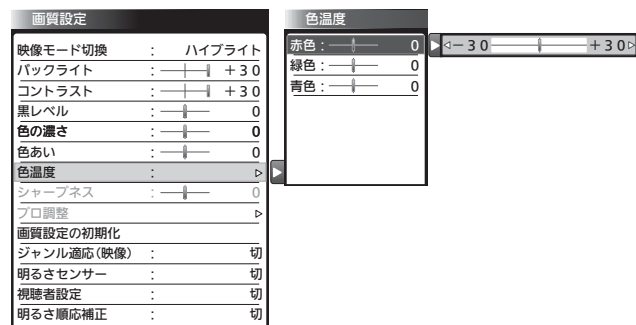 画質設定
映像モード切換 : ハイブライト
バックライト : +30
コントラスト : +30
黒レベル : 0
色の濃さ : 0
色あい : 0
色温度 :
シャープネス : 0
プロ調整
画質設定の初期化
ジャンル適応(映像) : 切
明るさセンサー : 切
視聴者設定 : 切
明るさ順応補正 : 切
色温度
赤色 : 0
緑色 : 0
青色 : 0
-30 +30